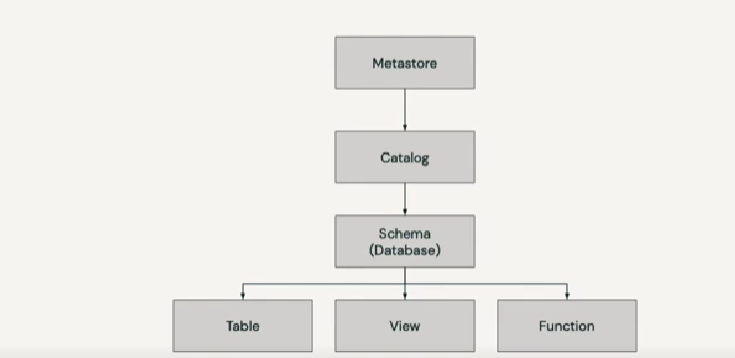 Metastore
Catalog
Schema
(Database)
Table
View
Function